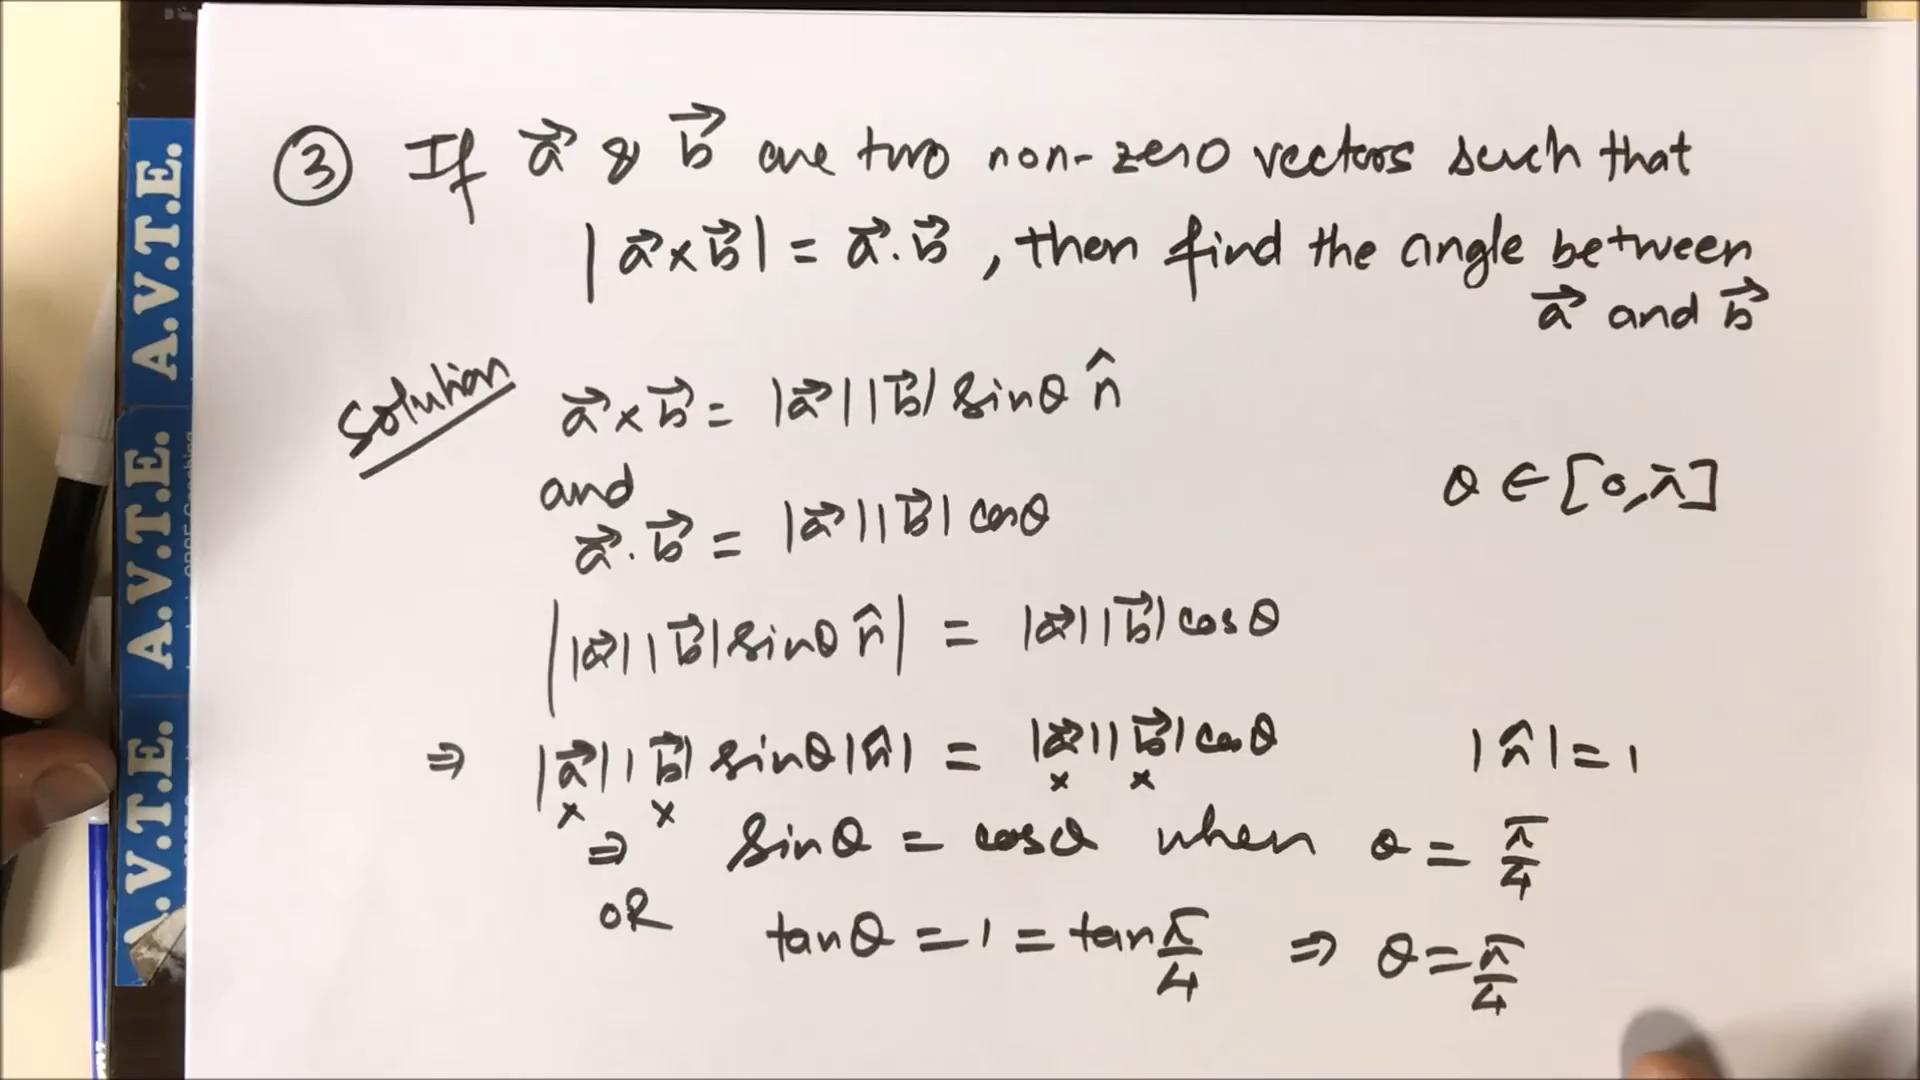 ③ If a⃗ & b⃗ are two non-zero vectors such that
|a⃗×b⃗| = a⃗.b⃗, then find the angle between
a⃗ and b⃗
Solution
a⃗×b⃗ = |a⃗||b⃗| sinθ n̂
and
θ ∈ [0,π]
a⃗.b⃗ = |a⃗||b⃗| cosθ
||a⃗||b⃗|sinθ n̂| = |a⃗||b⃗|cosθ
⇒ |a⃗||b⃗| sinθ|n̂| = |a⃗||b⃗|cosθ |n̂| = 1
x x x x
⇒ sinθ = cosθ when θ = π/4
OR tanθ = 1 = tan π/4 ⇒ θ = π/4
A.V.T.E.
A.V.T.E.
A.V.T.E.